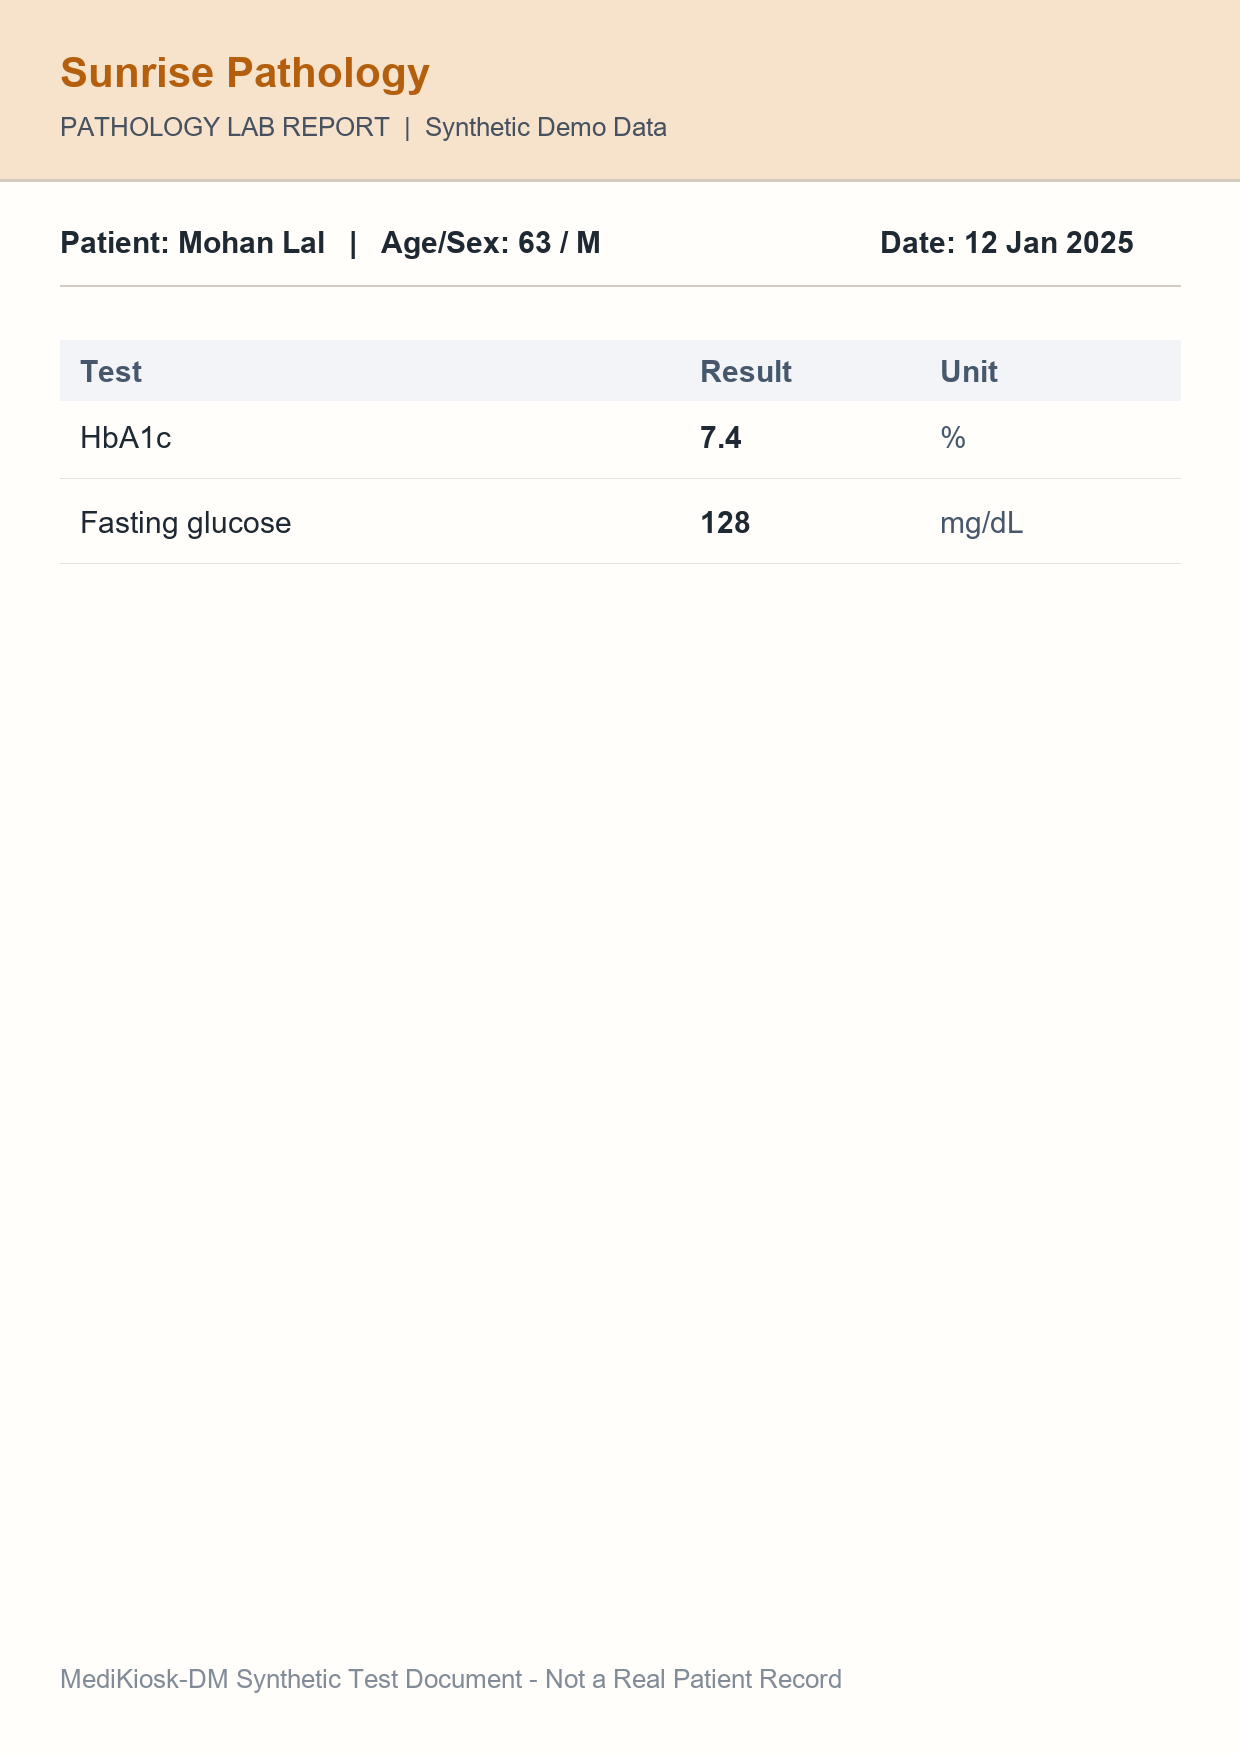 Sunrise Pathology
PATHOLOGY LAB REPORT | Synthetic Demo Data
Patient: Mohan Lal | Age/Sex: 63 / M Date: 12 Jan 2025
Test Result Unit
HbA1c 7.4 %
Fasting glucose 128 mg/dL
MediKiosk-DM Synthetic Test Document - Not a Real Patient Record